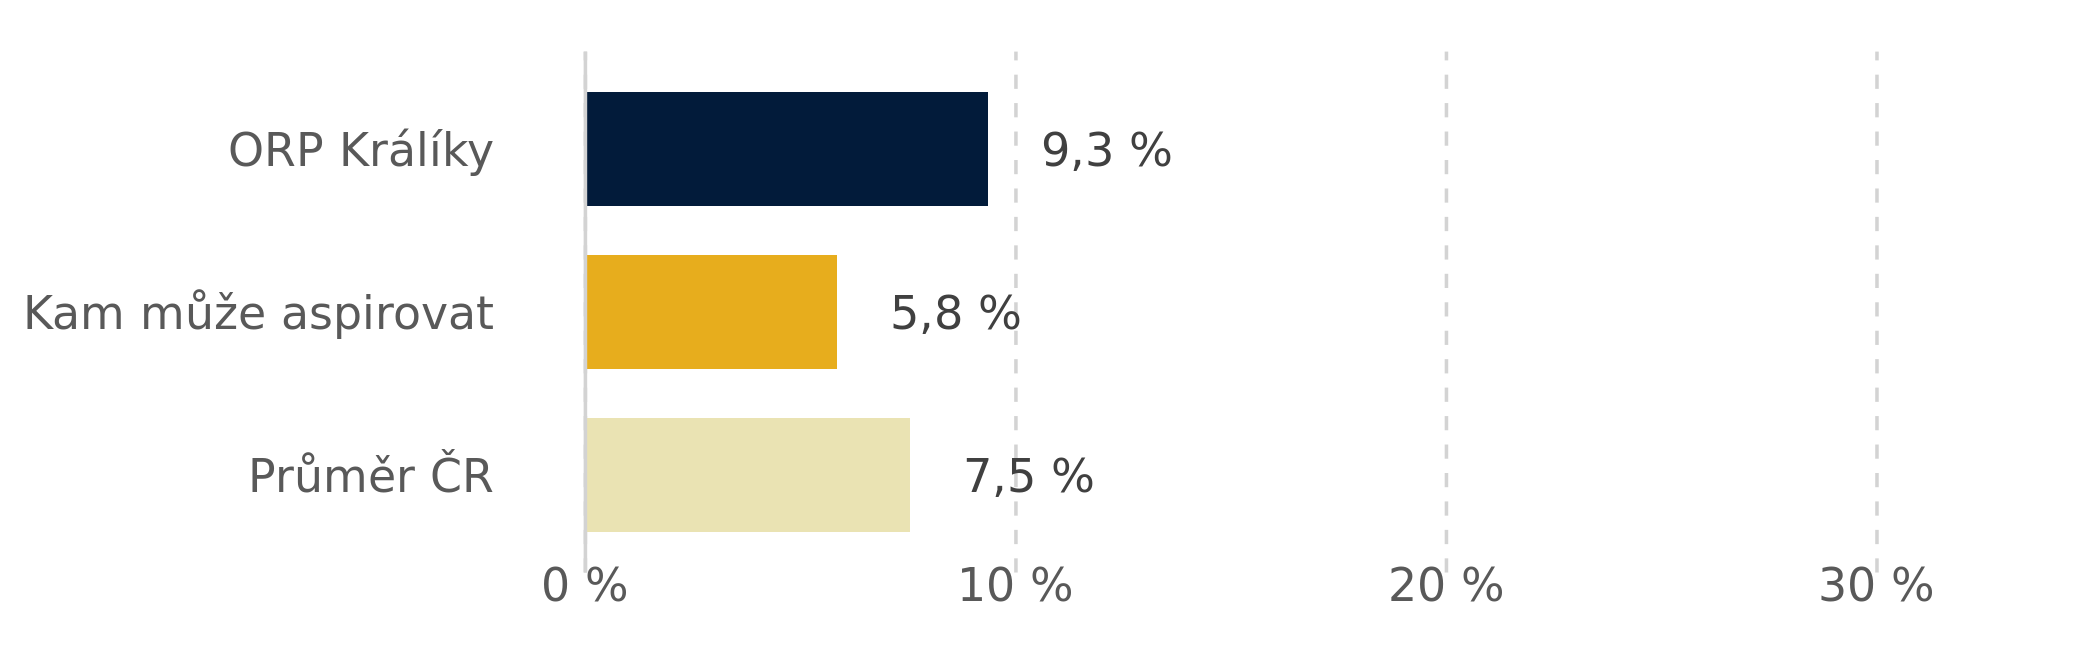 ORP Králíky
9,3 %
Kam může aspirovat
5,8 %
Průměr ČR
7,5 %
0 %
10 %
20 %
30 %